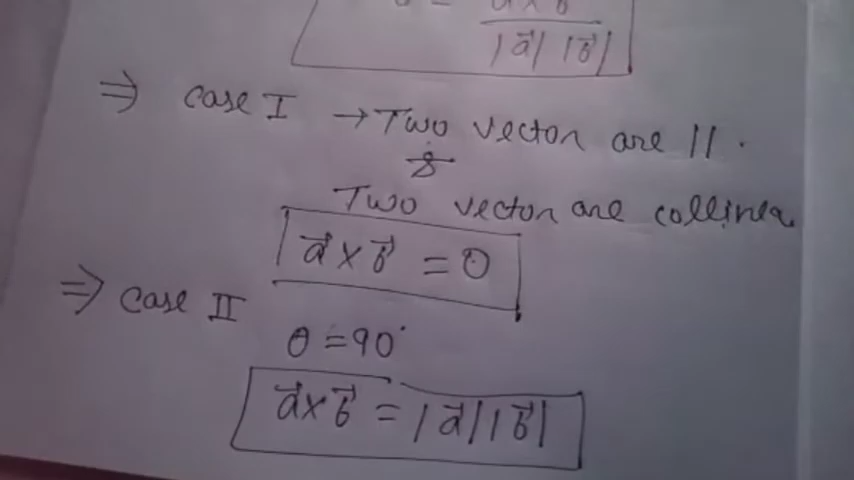 a⃗ × b⃗
|a⃗| |b⃗|
⇒ case I → Two vector are || .
&
Two vector are collinea
a⃗ × b⃗ = 0
⇒ case II
θ = 90°
a⃗ × b⃗ = |a⃗| |b⃗|